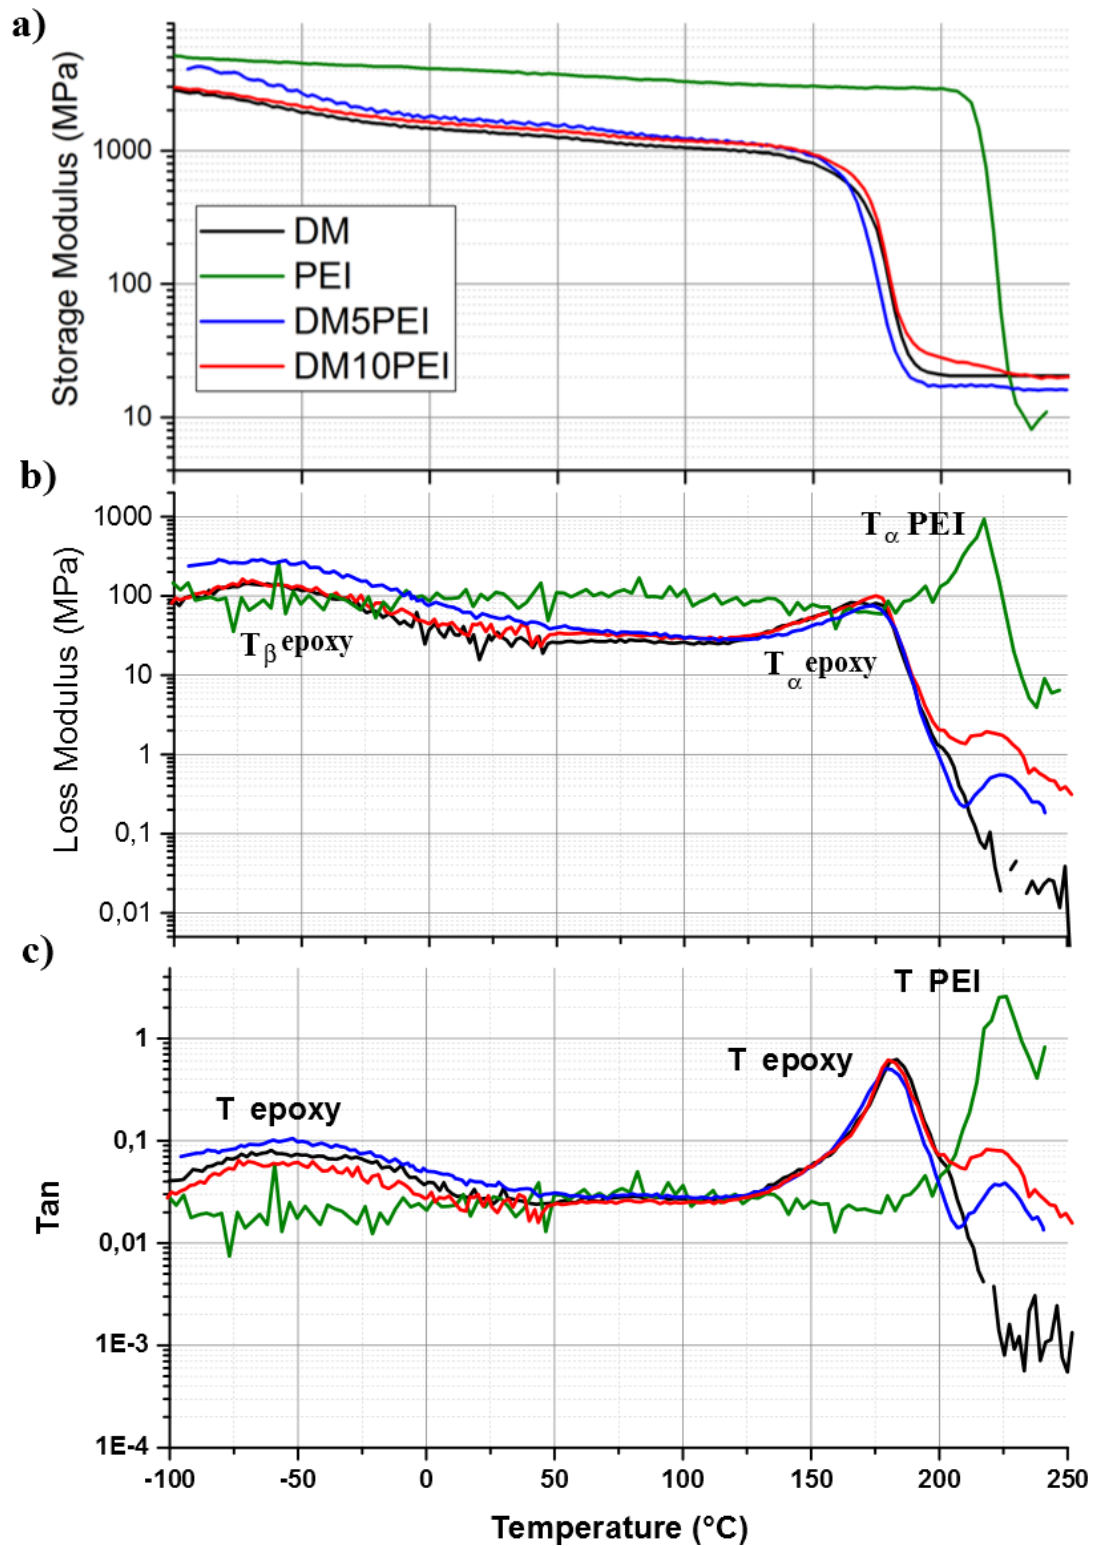 a)
Storage Modulus (MPa)
1000
100
10
DM
PEI
DM5PEI
DM10PEI
b)
Loss Modulus (MPa)
1000
100
10
1
0,1
0,01
Tα PEI
Tβ epoxy
Tα epoxy
c)
Tan
1
0,1
0,01
1E-3
1E-4
T PEI
T epoxy
T epoxy
-100 -50 0 50 100 150 200 250
Temperature (°C)